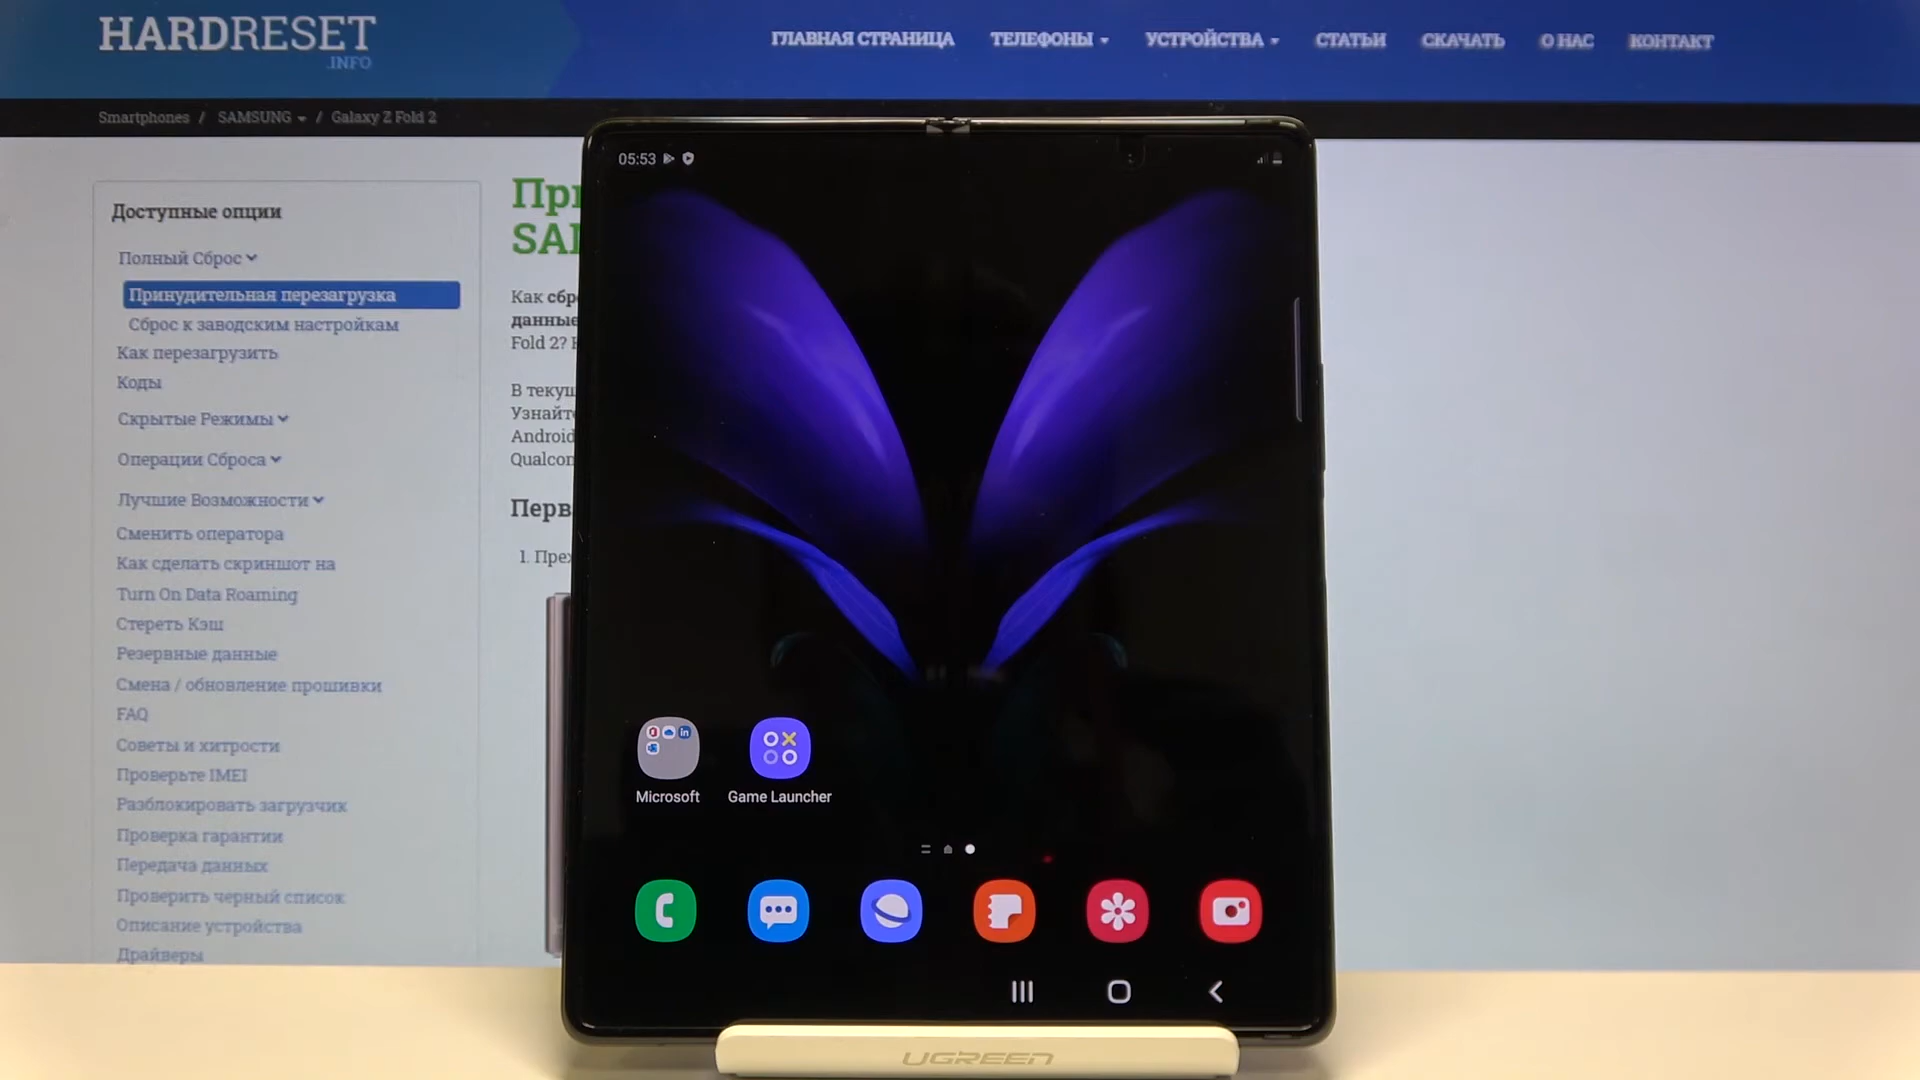 HARDRESET
.INFO
ГЛАВНАЯ СТРАНИЦА ТЕЛЕФОНЫ УСТРОЙСТВА СТАТЬИ СКАЧАТЬ О НАС КОНТАКТ
Smartphones / SAMSUNG / Galaxy Z Fold 2
Доступные опции
Полный Сброс
Принудительная перезагрузка
Сброс к заводским настройкам
Как перезагрузить
Коды
Скрытые Режимы
Операции Сброса
Лучшие Возможности
Сменить оператора
Как сделать скриншот на
Turn On Data Roaming
Стереть Кэш
Резервные данные
Смена / обновление прошивки
FAQ
Советы и хитрости
Проверьте IMEI
Разблокировать загрузчик
Проверка гарантии
Передача данных
Проверить черный список
Описание устройства
Драйверы
SA
Как сбр
данные
Fold 2?
В текущ
Узнайте
Android
Qualcon
Перв
1. Пре
05:53
in
Microsoft
Game Launcher
UGREEN